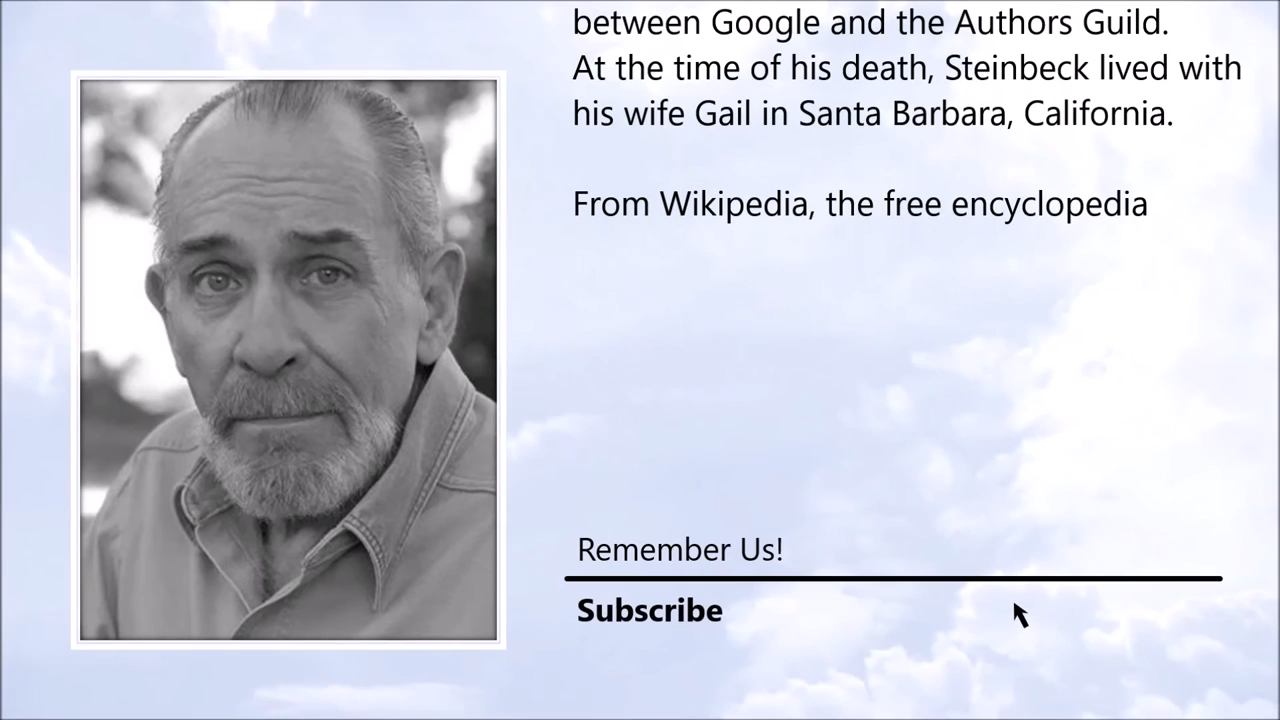 between Google and the Authors Guild.
At the time of his death, Steinbeck lived with
his wife Gail in Santa Barbara, California.
From Wikipedia, the free encyclopedia
Remember Us!
Subscribe